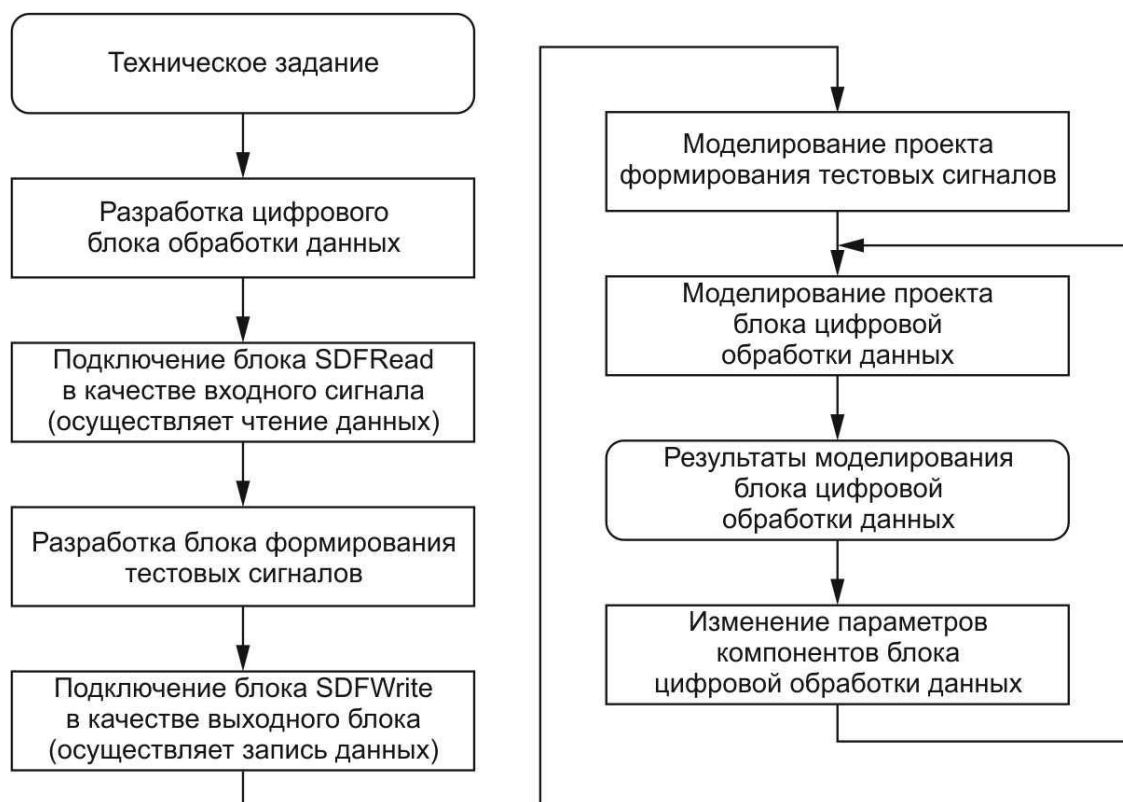 Техническое задание
Разработка цифрового
блока обработки данных
Подключение блока SDFRead
в качестве входного сигнала
(осуществляет чтение данных)
Разработка блока формирования
тестовых сигналов
Подключение блока SDFWrite
в качестве выходного блока
(осуществляет запись данных)
Моделирование проекта
формирования тестовых сигналов
Моделирование проекта
блока цифровой
обработки данных
Результаты моделирования
блока цифровой
обработки данных
Изменение параметров
компонентов блока
цифровой обработки данных